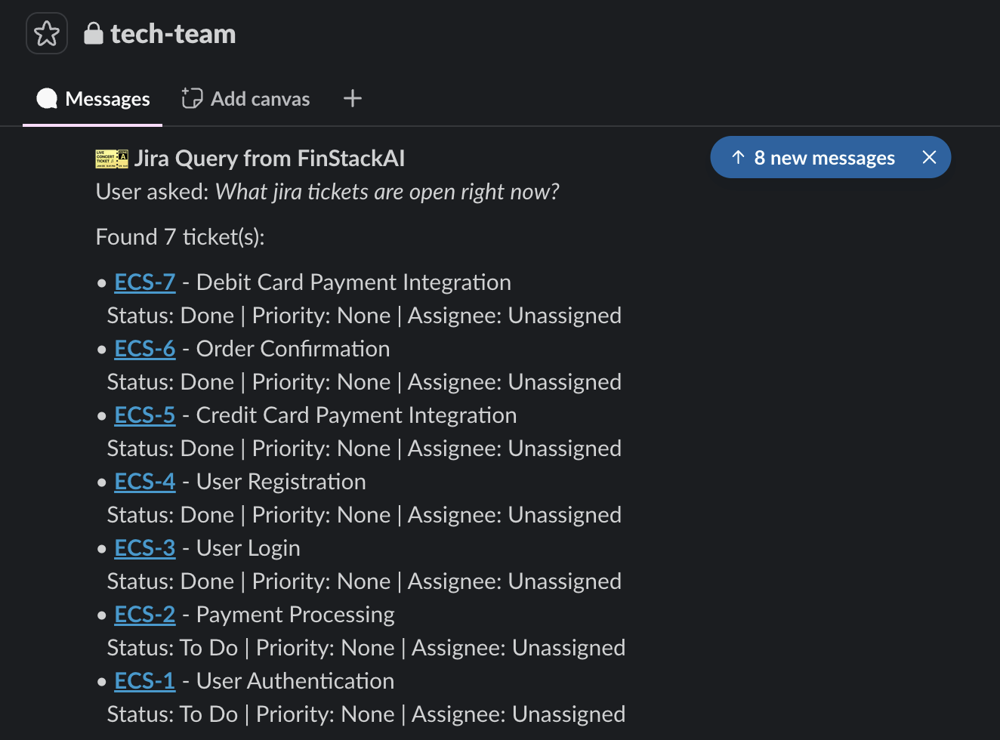 tech-team
Messages
Add canvas
Jira Query from FinStackAI
8 new messages
User asked: What jira tickets are open right now?
Found 7 ticket(s):
• ECS-7 - Debit Card Payment Integration
Status: Done | Priority: None | Assignee: Unassigned
• ECS-6 - Order Confirmation
Status: Done | Priority: None | Assignee: Unassigned
• ECS-5 - Credit Card Payment Integration
Status: Done | Priority: None | Assignee: Unassigned
• ECS-4 - User Registration
Status: Done | Priority: None | Assignee: Unassigned
• ECS-3 - User Login
Status: Done | Priority: None | Assignee: Unassigned
• ECS-2 - Payment Processing
Status: To Do | Priority: None | Assignee: Unassigned
• ECS-1 - User Authentication
Status: To Do | Priority: None | Assignee: Unassigned